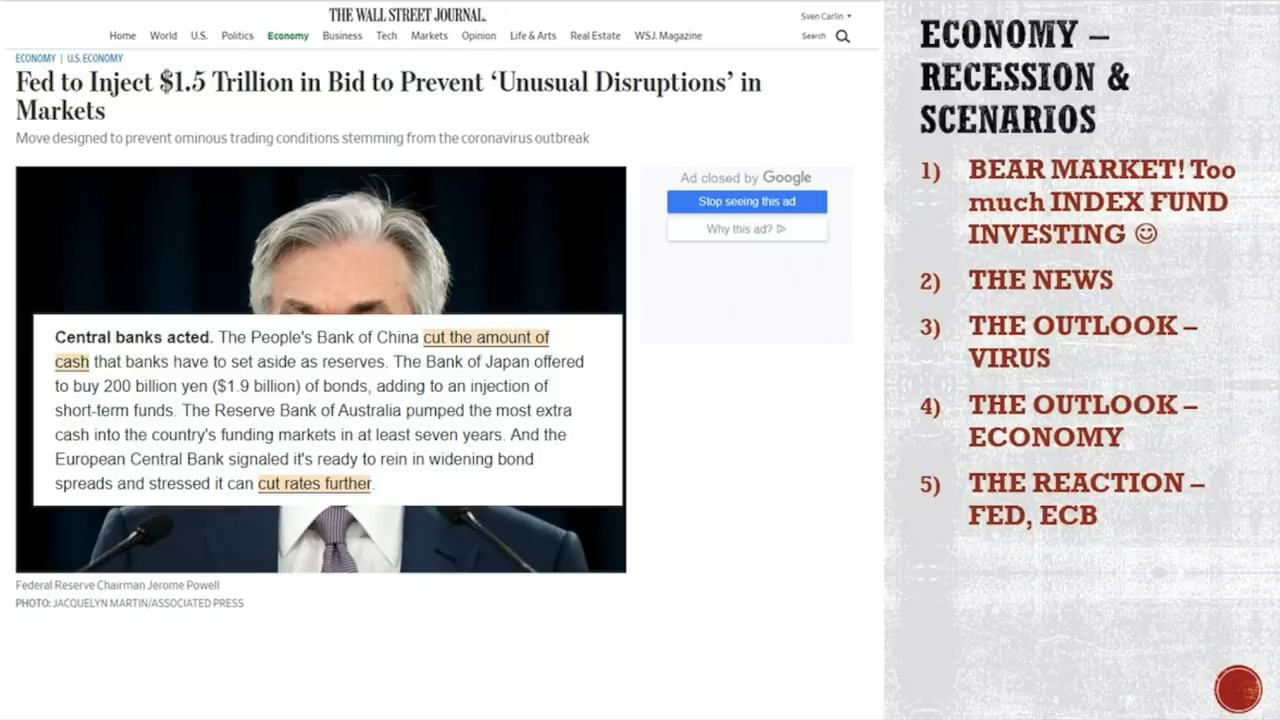 THE WALL STREET JOURNAL.
Sven Carlin
Home World U.S. Politics Economy Business Tech Markets Opinion Life & Arts Real Estate WSJ. Magazine
Search
ECONOMY | U.S. ECONOMY
Fed to Inject $1.5 Trillion in Bid to Prevent ‘Unusual Disruptions’ in
Markets
Move designed to prevent ominous trading conditions stemming from the coronavirus outbreak
Ad closed by Google
Stop seeing this ad
Why this ad?
Central banks acted. The People's Bank of China cut the amount of
cash that banks have to set aside as reserves. The Bank of Japan offered
to buy 200 billion yen ($1.9 billion) of bonds, adding to an injection of
short-term funds. The Reserve Bank of Australia pumped the most extra
cash into the country's funding markets in at least seven years. And the
European Central Bank signaled it's ready to rein in widening bond
spreads and stressed it can cut rates further.
Federal Reserve Chairman Jerome Powell
PHOTO: JACQUELYN MARTIN/ASSOCIATED PRESS
ECONOMY –
RECESSION &
SCENARIOS
1) BEAR MARKET! Too
much INDEX FUND
INVESTING ☺
2) THE NEWS
3) THE OUTLOOK –
VIRUS
4) THE OUTLOOK –
ECONOMY
5) THE REACTION –
FED, ECB